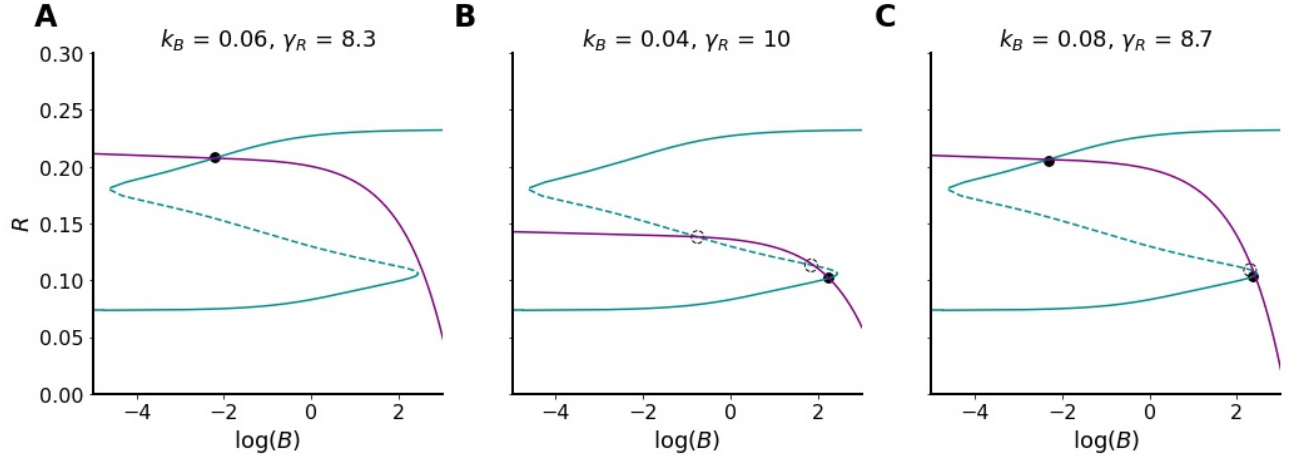 A
k_B = 0.06, γ_R = 8.3
B
k_B = 0.04, γ_R = 10
C
k_B = 0.08, γ_R = 8.7
0.30
0.25
0.20
0.15
0.10
0.05
0.00
R
−4 −2 0 2
−4 −2 0 2
−4 −2 0 2
log(B)
log(B)
log(B)